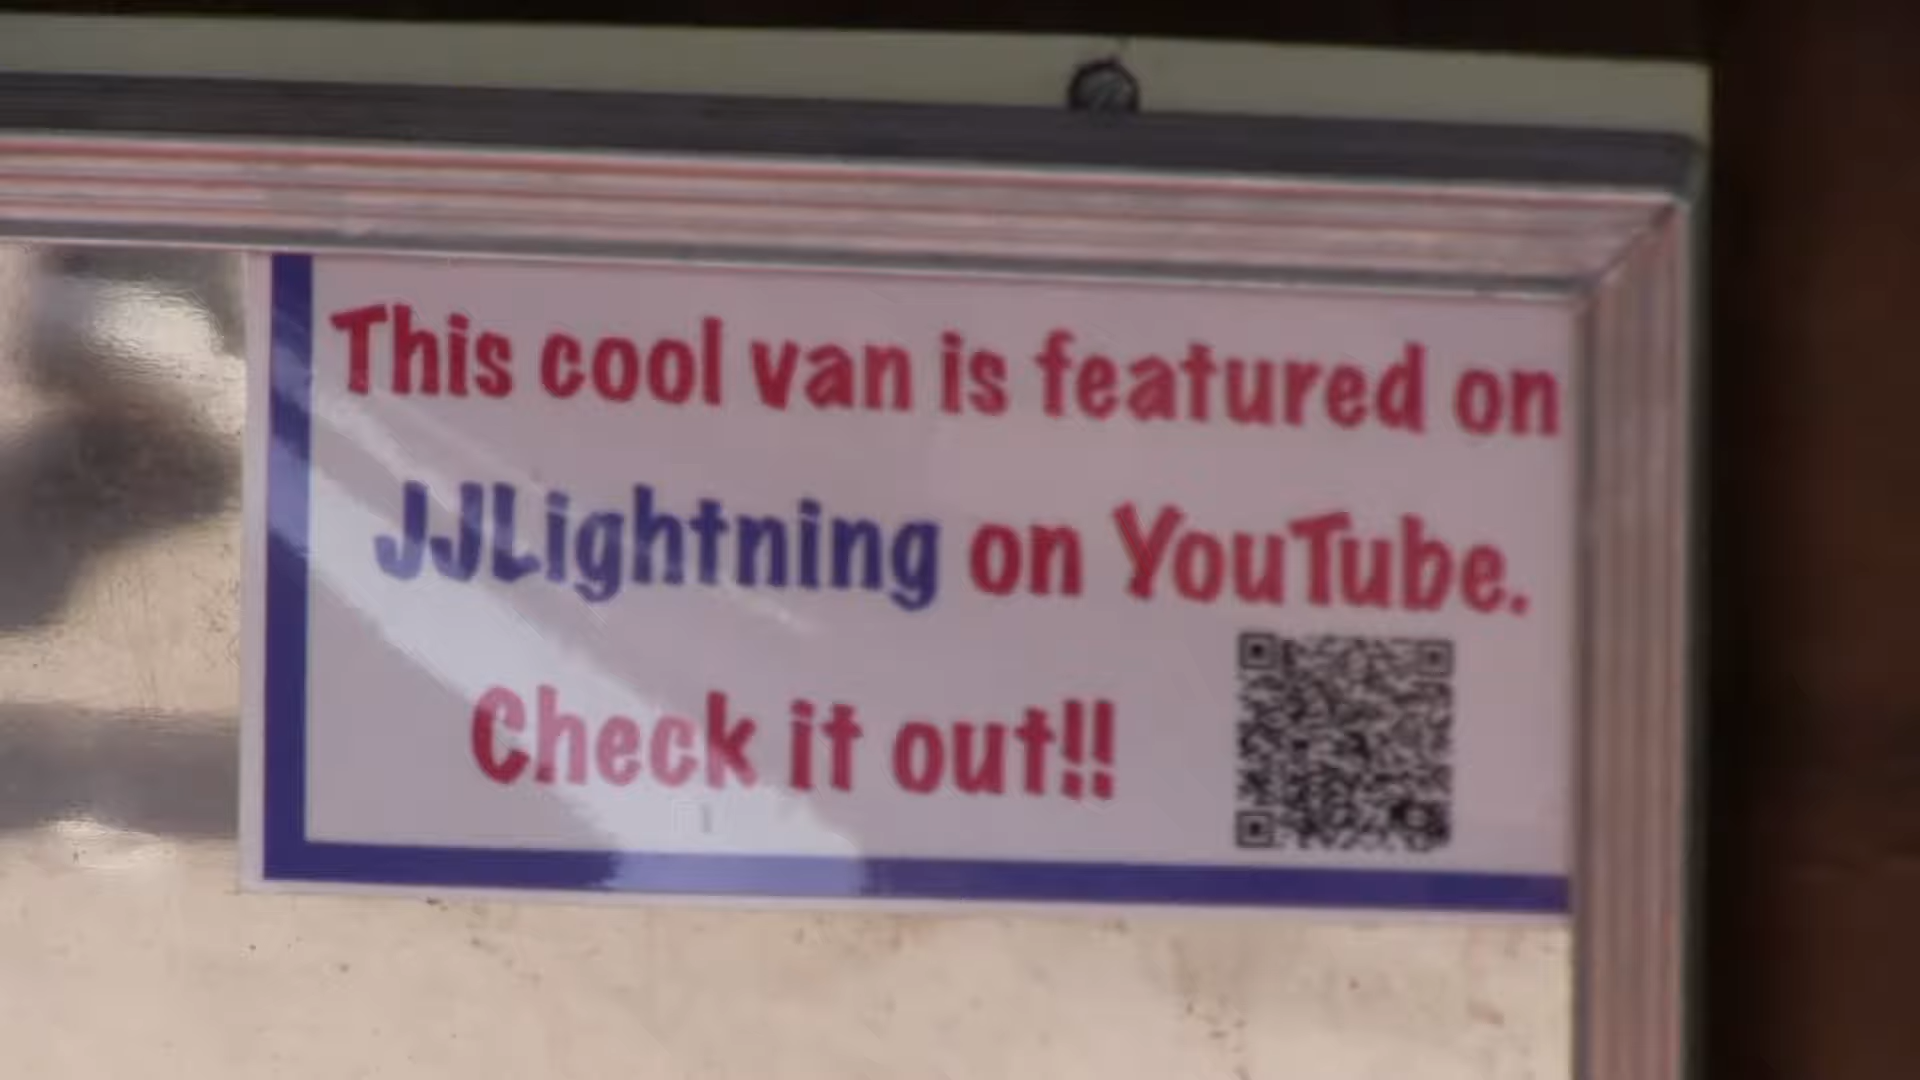 This cool van is featured on
JJLightning on YouTube.
Check it out!!